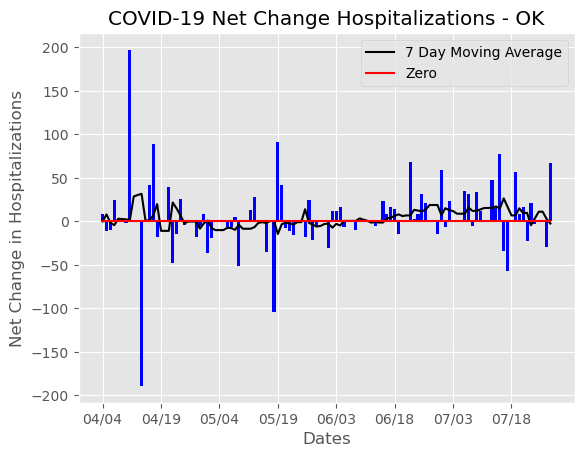 COVID-19 Net Change Hospitalizations - OK
7 Day Moving Average
Zero
Net Change in Hospitalizations
200
150
100
50
0
−50
−100
−150
−200
04/04 04/19 05/04 05/19 06/03 06/18 07/03 07/18
Dates